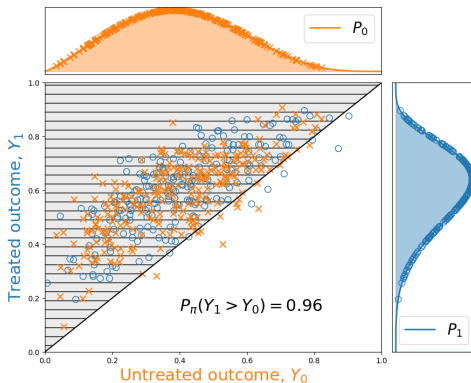 P₀
1.0
0.8
0.6
0.4
0.2
0.0
Treated outcome, Y₁
P_π(Y₁ > Y₀) = 0.96
0.0 0.2 0.4 0.6 0.8 1.0
Untreated outcome, Y₀
P₁